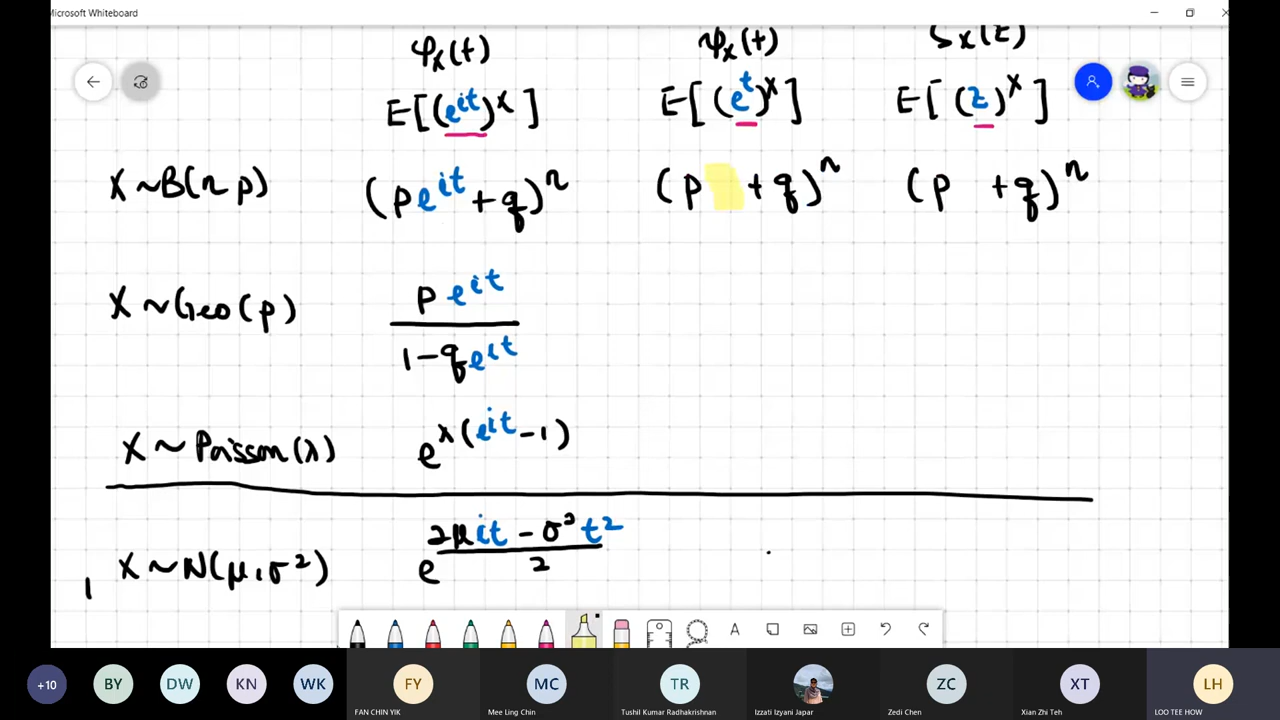 Microsoft Whiteboard
φₓ(t) ψₓ(t) ζₓ(z)
E[(e^{it})^x] E[(e^t)^x] E[(z)^x]
X ~ B(n p) (pe^{it} + q)^n (p + q)^n (p + q)^n
X ~ Geo(p) pe^{it} / 1 - qe^{it}
X ~ Poisson(λ) e^{λ(e^{it} - 1)}
X ~ N(μ, σ²) e^{(2μit - σ²t²)/2}
A
+10 BY DW KN WK FY MC TR ZC XT LH
FAN CHIN YIK Mee Ling Chin Tushil Kumar Radhakrishnan Izzati Izyani Japar Zedi Chen Xian Zhi Teh LOO TEE HOW